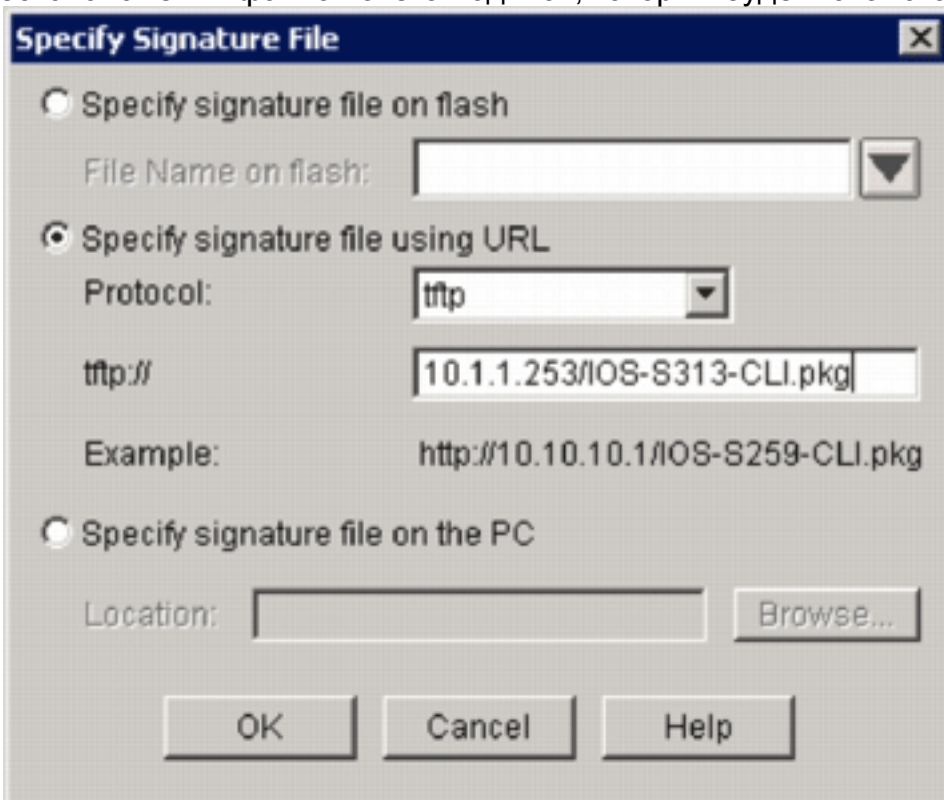 Specify Signature File
Specify signature file on flash
File Name on flash:
Specify signature file using URL
Protocol: tftp
tftp:// 10.1.1.253/IOS-S313-CLI.pkg
Example: http://10.10.10.1/IOS-S259-CLI.pkg
Specify signature file on the PC
Location: Browse...
OK Cancel Help